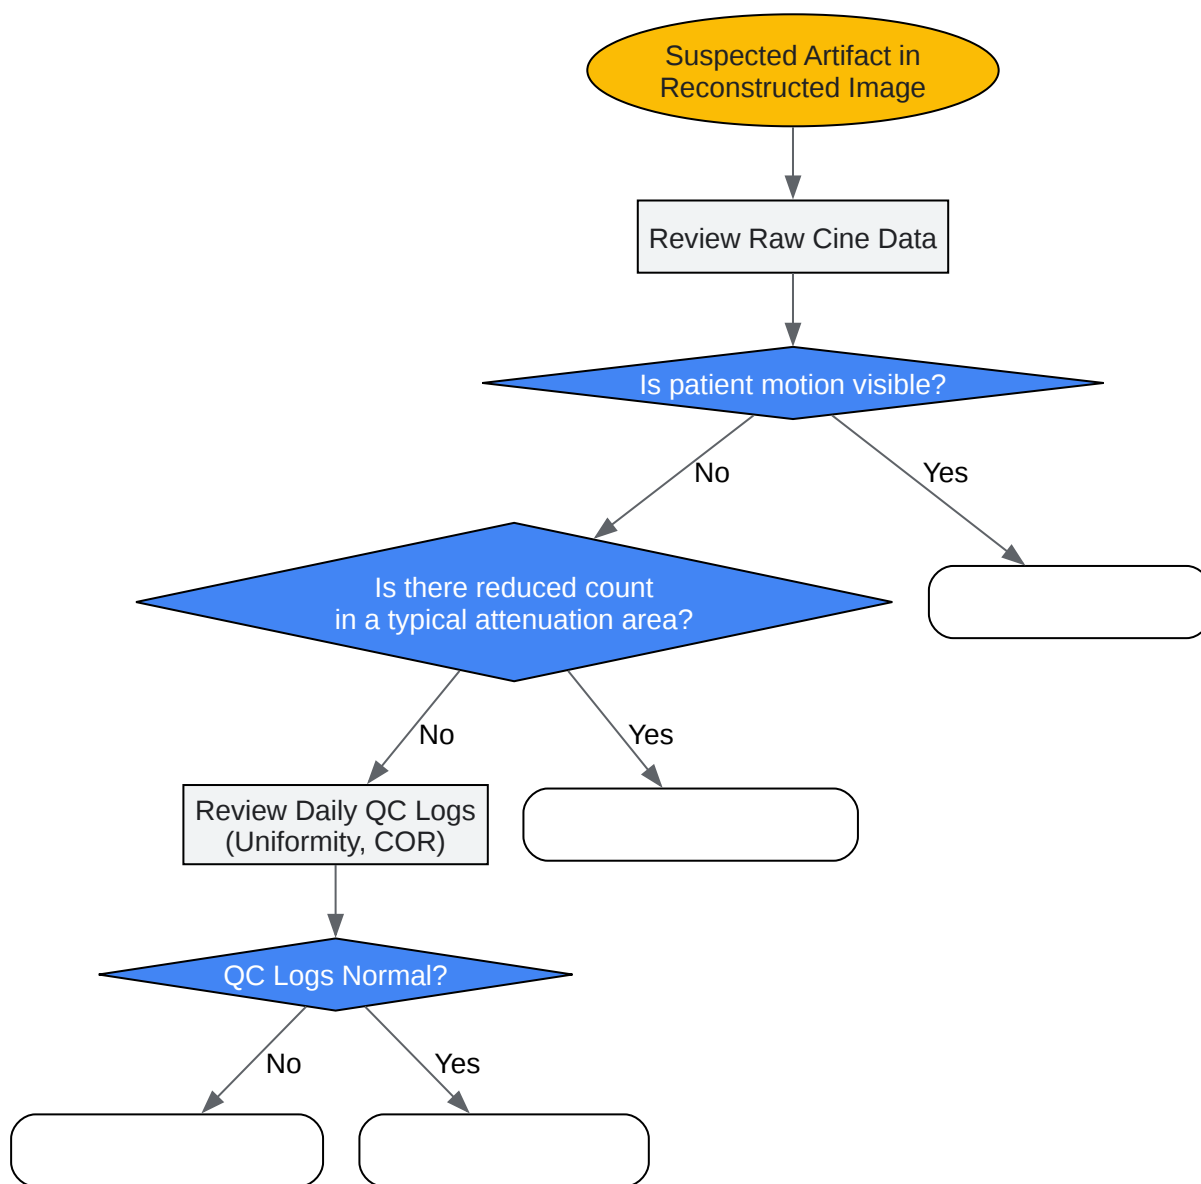 Suspected Artifact in
Reconstructed Image
Review Raw Cine Data
Is patient motion visible?
No
Yes
Is there reduced count
in a typical attenuation area?
No
Yes
Review Daily QC Logs
(Uniformity, COR)
QC Logs Normal?
No
Yes